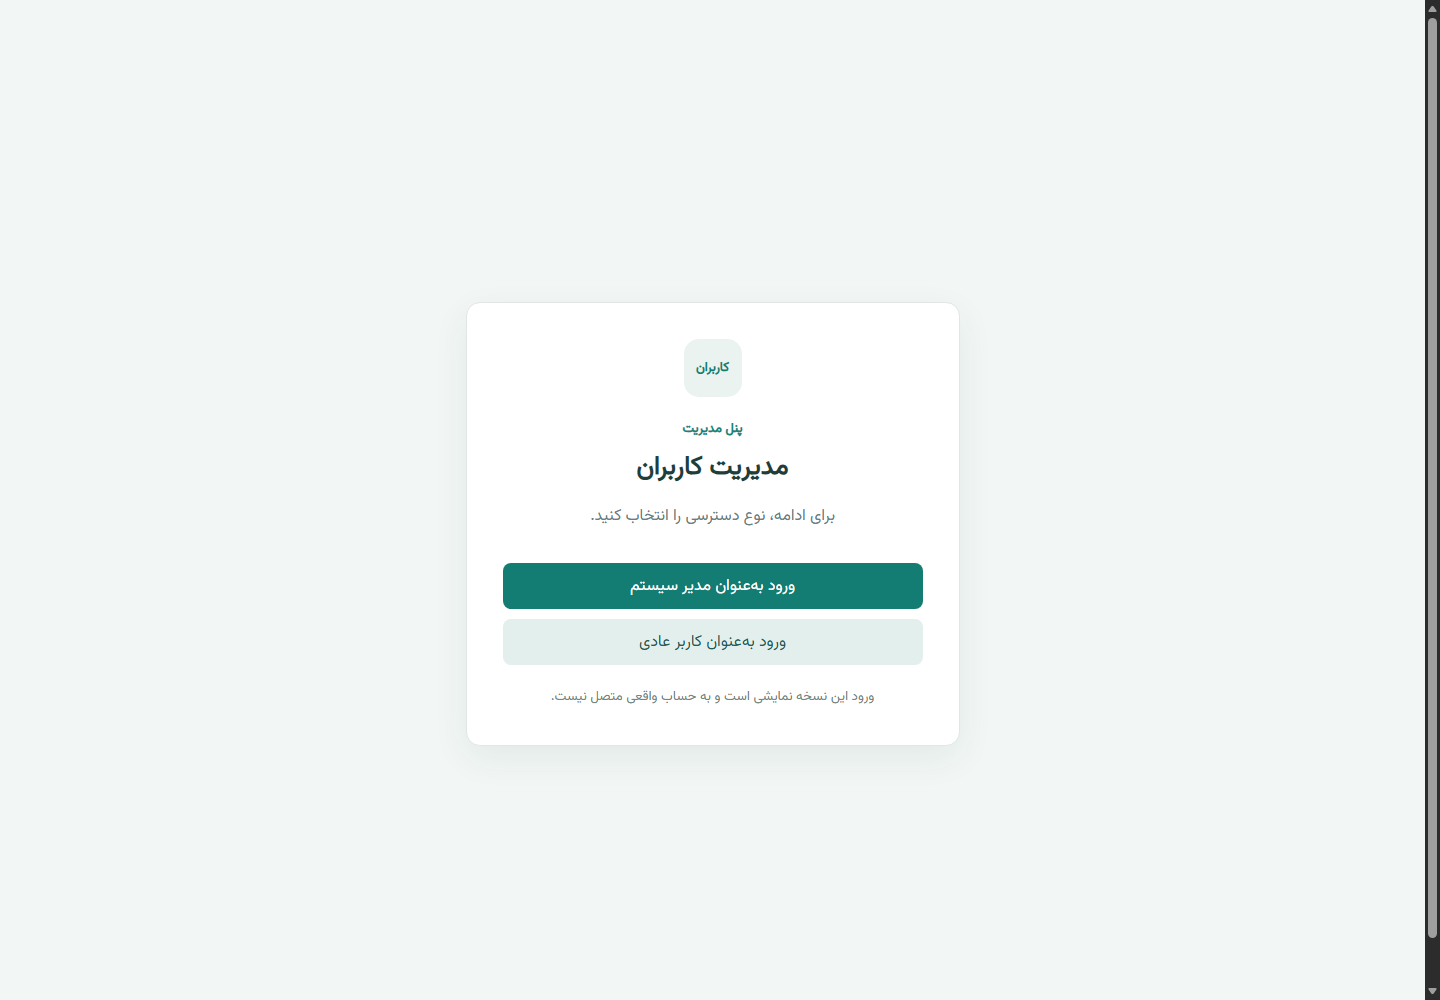 کاربران
پنل مدیریت
مدیریت کاربران
برای ادامه، نوع دسترسی را انتخاب کنید.
ورود به‌عنوان مدیر سیستم
ورود به‌عنوان کاربر عادی
ورود این نسخه نمایشی است و به حساب واقعی متصل نیست.